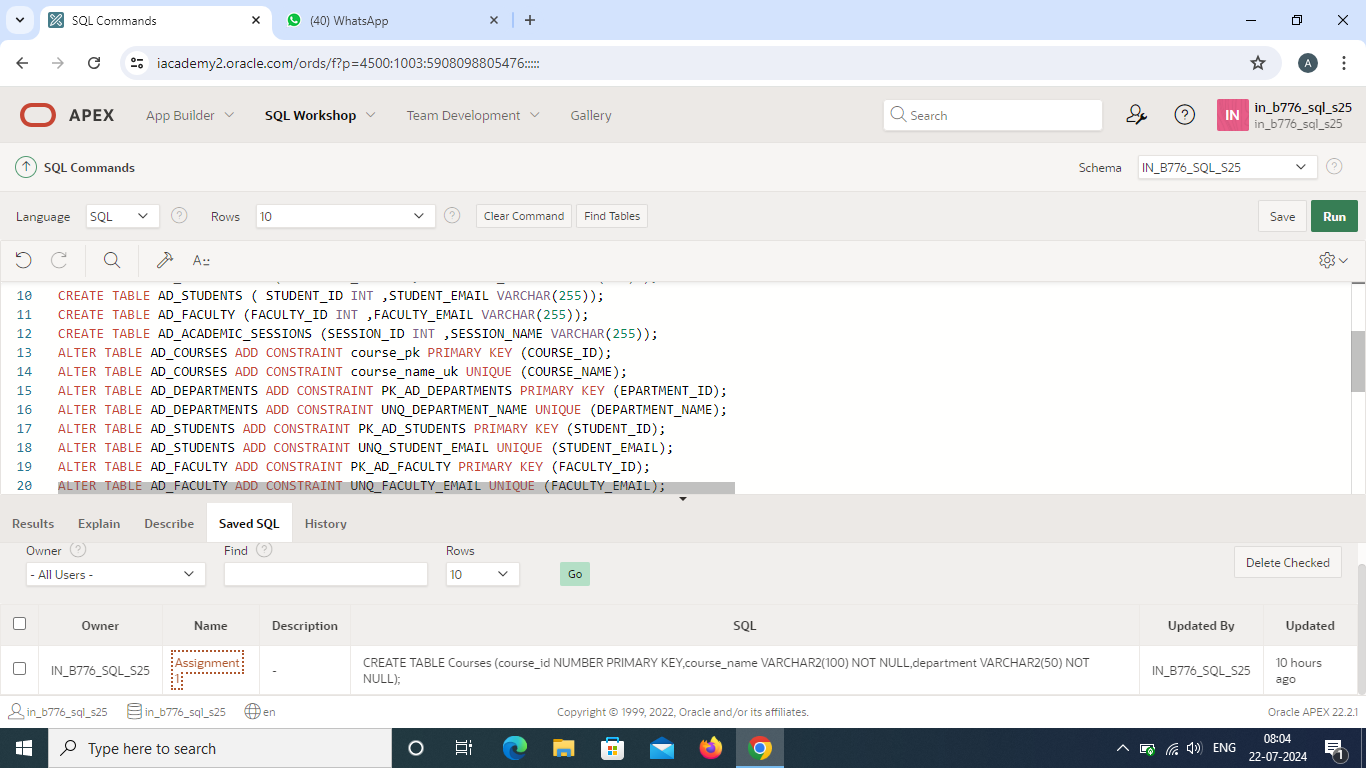 SQL Commands
(40) WhatsApp
iacademy2.oracle.com/ords/f?p=4500:1003:5908098805476:::::
A
APEX
App Builder
SQL Workshop
Team Development
Gallery
Search
IN
in_b776_sql_s25
in_b776_sql_s25
SQL Commands
Schema
IN_B776_SQL_S25
Language
SQL
Rows
10
Clear Command
Find Tables
Save
Run
10 CREATE TABLE AD_STUDENTS ( STUDENT_ID INT ,STUDENT_EMAIL VARCHAR(255));
11 CREATE TABLE AD_FACULTY (FACULTY_ID INT ,FACULTY_EMAIL VARCHAR(255));
12 CREATE TABLE AD_ACADEMIC_SESSIONS (SESSION_ID INT ,SESSION_NAME VARCHAR(255));
13 ALTER TABLE AD_COURSES ADD CONSTRAINT course_pk PRIMARY KEY (COURSE_ID);
14 ALTER TABLE AD_COURSES ADD CONSTRAINT course_name_uk UNIQUE (COURSE_NAME);
15 ALTER TABLE AD_DEPARTMENTS ADD CONSTRAINT PK_AD_DEPARTMENTS PRIMARY KEY (EPARTMENT_ID);
16 ALTER TABLE AD_DEPARTMENTS ADD CONSTRAINT UNQ_DEPARTMENT_NAME UNIQUE (DEPARTMENT_NAME);
17 ALTER TABLE AD_STUDENTS ADD CONSTRAINT PK_AD_STUDENTS PRIMARY KEY (STUDENT_ID);
18 ALTER TABLE AD_STUDENTS ADD CONSTRAINT UNQ_STUDENT_EMAIL UNIQUE (STUDENT_EMAIL);
19 ALTER TABLE AD_FACULTY ADD CONSTRAINT PK_AD_FACULTY PRIMARY KEY (FACULTY_ID);
20 ALTER TABLE AD_FACULTY ADD CONSTRAINT UNQ_FACULTY_EMAIL UNIQUE (FACULTY_EMAIL);
Results
Explain
Describe
Saved SQL
History
Owner
Find
Rows
- All Users -
10
Go
Delete Checked
Owner
Name
Description
SQL
Updated By
Updated
IN_B776_SQL_S25
Assignment
1
-
CREATE TABLE Courses (course_id NUMBER PRIMARY KEY,course_name VARCHAR2(100) NOT NULL,department VARCHAR2(50) NOT
NULL);
IN_B776_SQL_S25
10 hours
ago
in_b776_sql_s25
in_b776_sql_s25
en
Copyright © 1999, 2022, Oracle and/or its affiliates.
Oracle APEX 22.2.1
Type here to search
ENG
08:04
22-07-2024
1